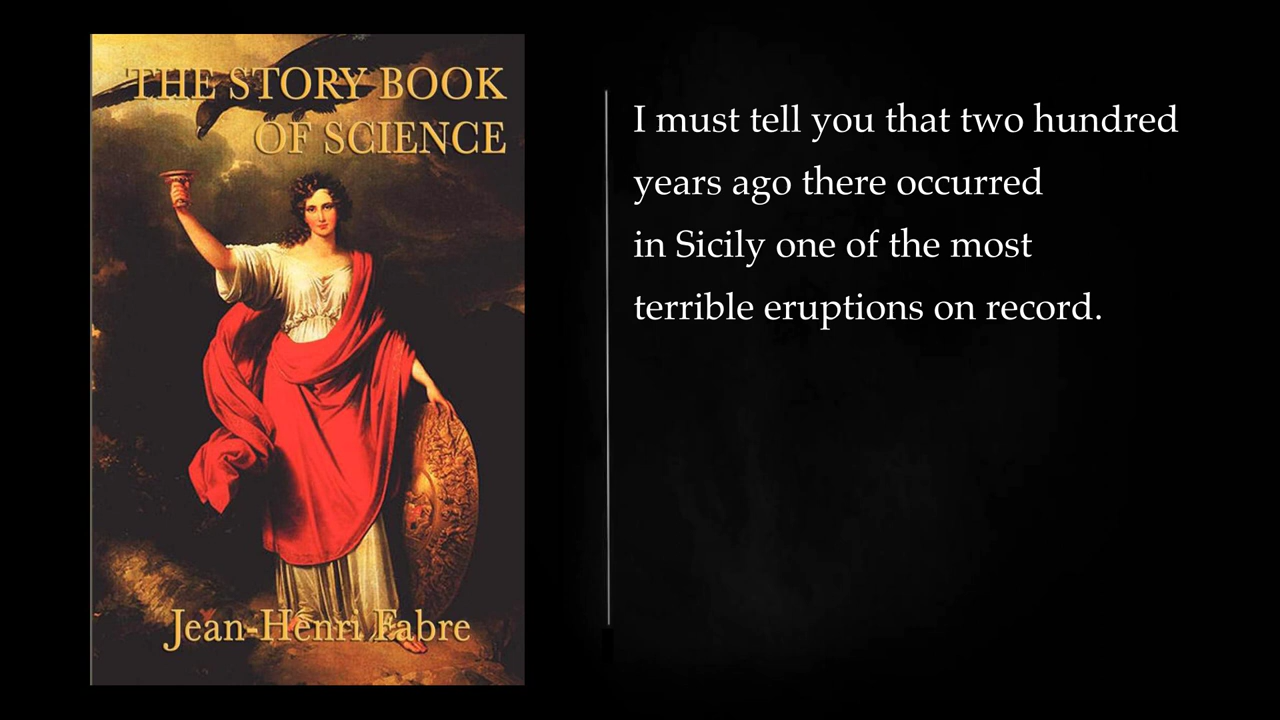 THE STORY BOOK
OF SCIENCE
Jean-Henri Fabre
I must tell you that two hundred
years ago there occurred
in Sicily one of the most
terrible eruptions on record.